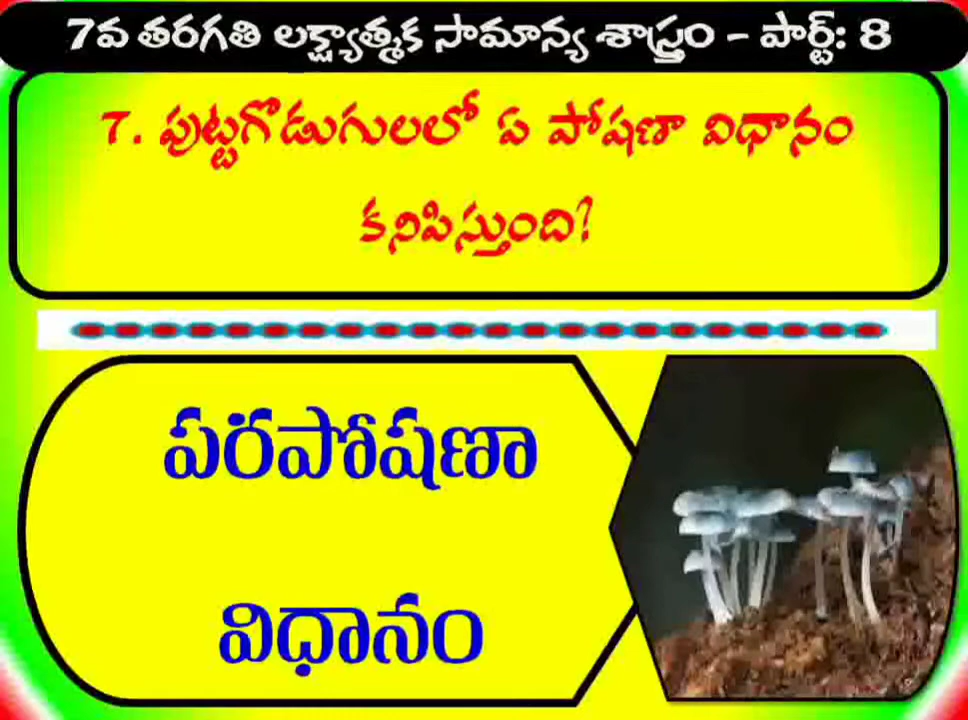 7వ తరగతి లక్ష్యాత్మక సామాన్య శాస్త్రం - పార్ట్: 8
7. పుట్టగొడుగులలో ఏ పోషణా విధానం
కనిపిస్తుంది?
పరపోషణా
విధానం